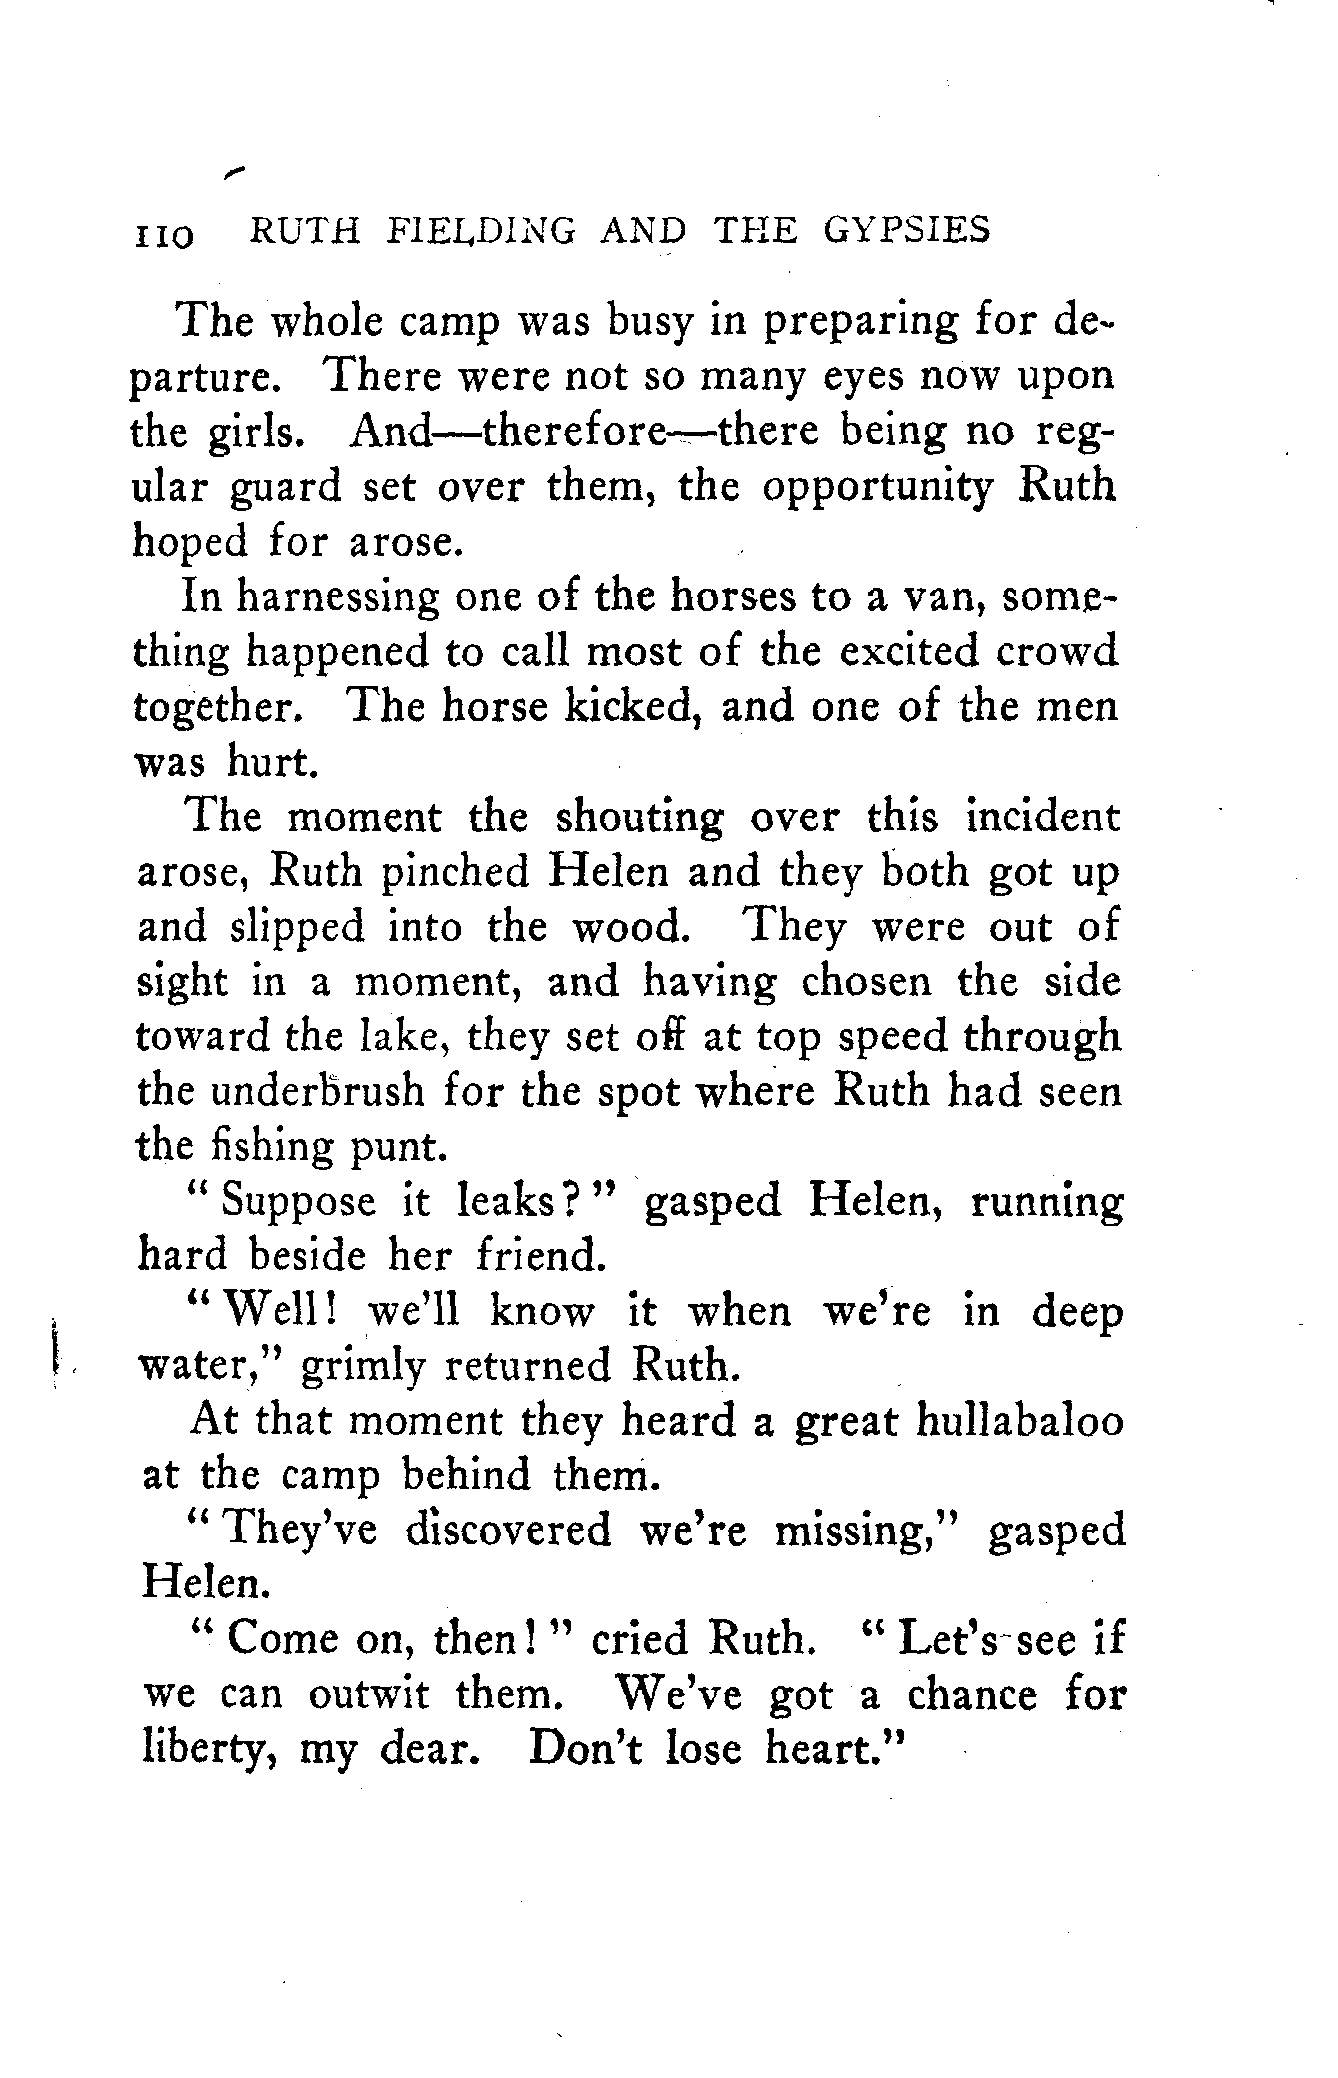 110 RUTH FIELDING AND THE GYPSIES
The whole camp was busy in preparing for de-
parture. There were not so many eyes now upon
the girls. And—therefore—there being no reg-
ular guard set over them, the opportunity Ruth
hoped for arose.
In harnessing one of the horses to a van, some-
thing happened to call most of the excited crowd
together. The horse kicked, and one of the men
was hurt.
The moment the shouting over this incident
arose, Ruth pinched Helen and they both got up
and slipped into the wood. They were out of
sight in a moment, and having chosen the side
toward the lake, they set off at top speed through
the underbrush for the spot where Ruth had seen
the fishing punt.
" Suppose it leaks? " gasped Helen, running
hard beside her friend.
" Well! we'll know it when we're in deep
water," grimly returned Ruth.
At that moment they heard a great hullabaloo
at the camp behind them.
" They've discovered we're missing," gasped
Helen.
" Come on, then! " cried Ruth. " Let's see if
we can outwit them. We've got a chance for
liberty, my dear. Don't lose heart."